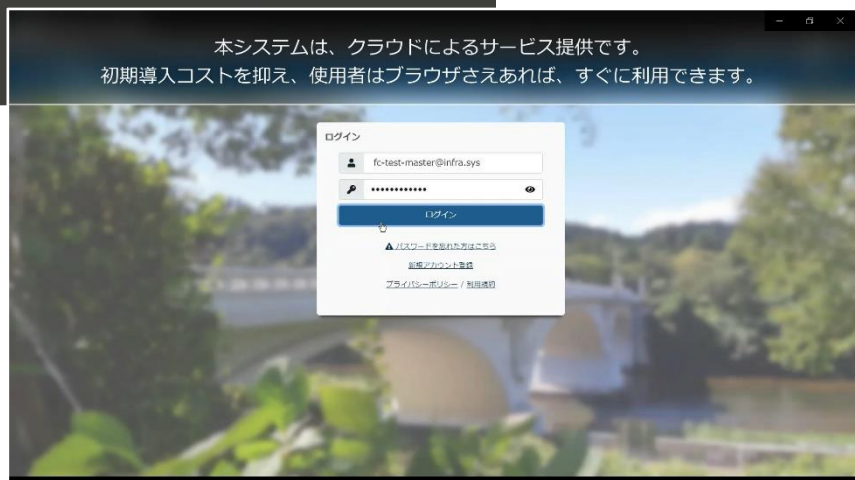 本システムは、クラウドによるサービス提供です。
初期導入コストを抑え、使用者はブラウザさえあれば、すぐに利用できます。
ログイン
fc-test-master@infra.sys
••••••••••••
ログイン
パスワードを忘れた方はこちら
新規アカウント登録
プライバシーポリシー / 利用規約